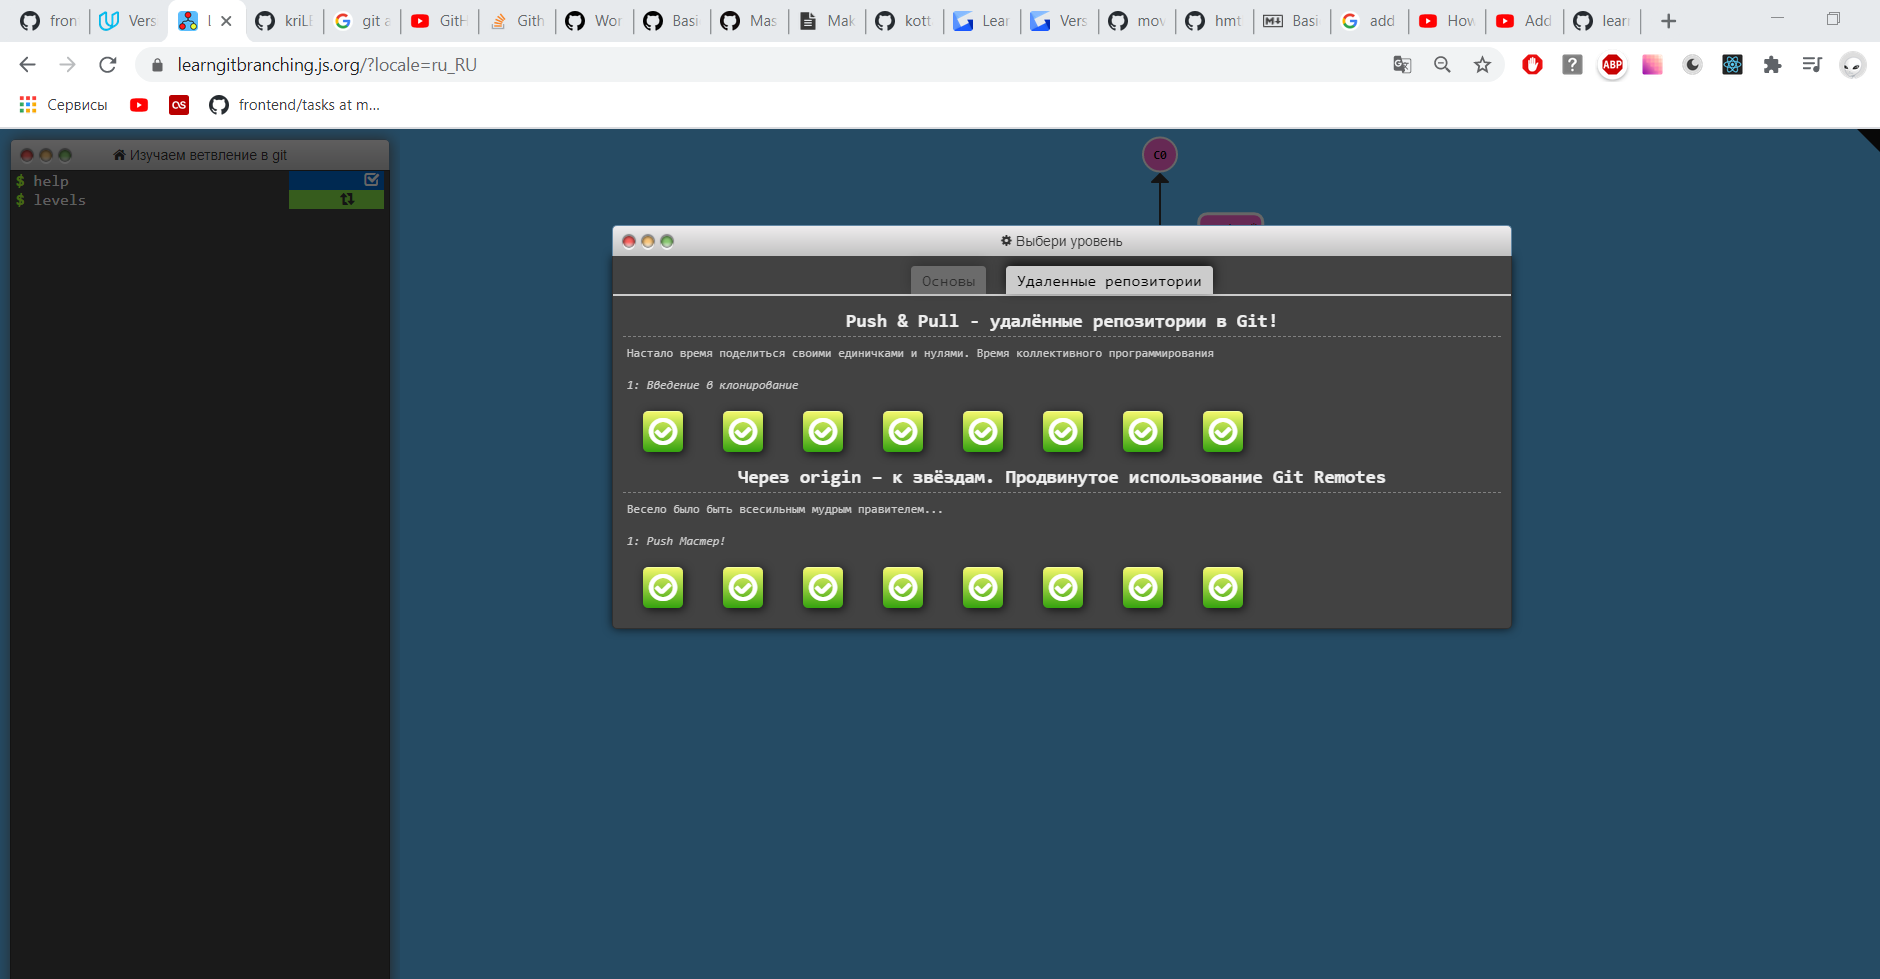 fron
Vers
kriLI
git a
GitH
Gith
Wor
Basi
Mas
Mak
kott
Lear
Vers
mov
hmt
Basi
add
How
Add
learn
learngitbranching.js.org/?locale=ru_RU
Сервисы
frontend/tasks at m...
Изучаем ветвление в git
$ help
$ levels
C0
Выбери уровень
Основы
Удаленные репозитории
Push & Pull - удалённые репозитории в Git!
Настало время поделиться своими единичками и нулями. Время коллективного программирования
1: Введение в клонирование
Через origin – к звёздам. Продвинутое использование Git Remotes
Весело было быть всесильным мудрым правителем...
1: Push Мастер!
ABP